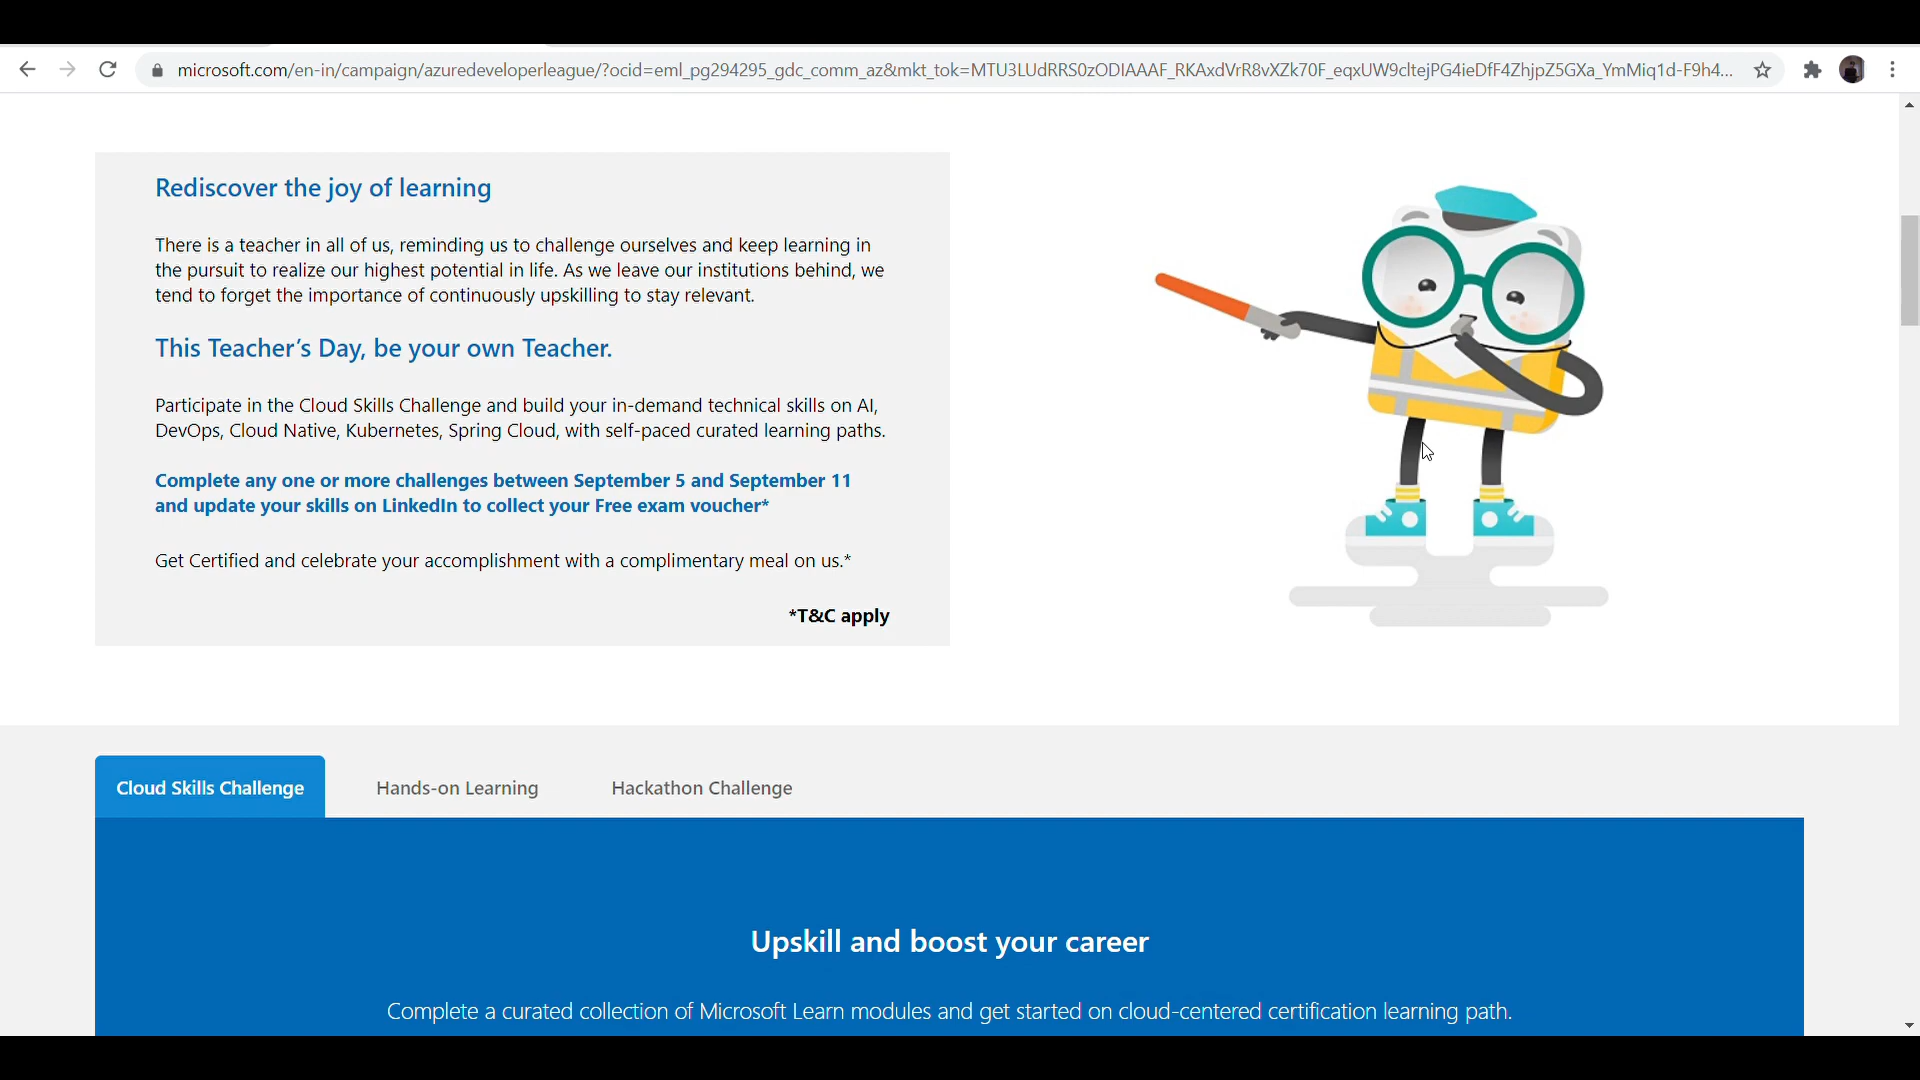 microsoft.com/en-in/campaign/azuredeveloperleague/?ocid=eml_pg294295_gdc_comm_az&mkt_tok=MTU3LUdRRS0zODIAAAF_RKAxdVrR8vXZk70F_eqxUW9cltejPG4ieDfF4ZhjpZ5GXa_YmMiq1d-F9h4...
Rediscover the joy of learning
There is a teacher in all of us, reminding us to challenge ourselves and keep learning in
the pursuit to realize our highest potential in life. As we leave our institutions behind, we
tend to forget the importance of continuously upskilling to stay relevant.
This Teacher's Day, be your own Teacher.
Participate in the Cloud Skills Challenge and build your in-demand technical skills on AI,
DevOps, Cloud Native, Kubernetes, Spring Cloud, with self-paced curated learning paths.
Complete any one or more challenges between September 5 and September 11
and update your skills on LinkedIn to collect your Free exam voucher*
Get Certified and celebrate your accomplishment with a complimentary meal on us.*
*T&C apply
Cloud Skills Challenge Hands-on Learning Hackathon Challenge
Upskill and boost your career
Complete a curated collection of Microsoft Learn modules and get started on cloud-centered certification learning path.